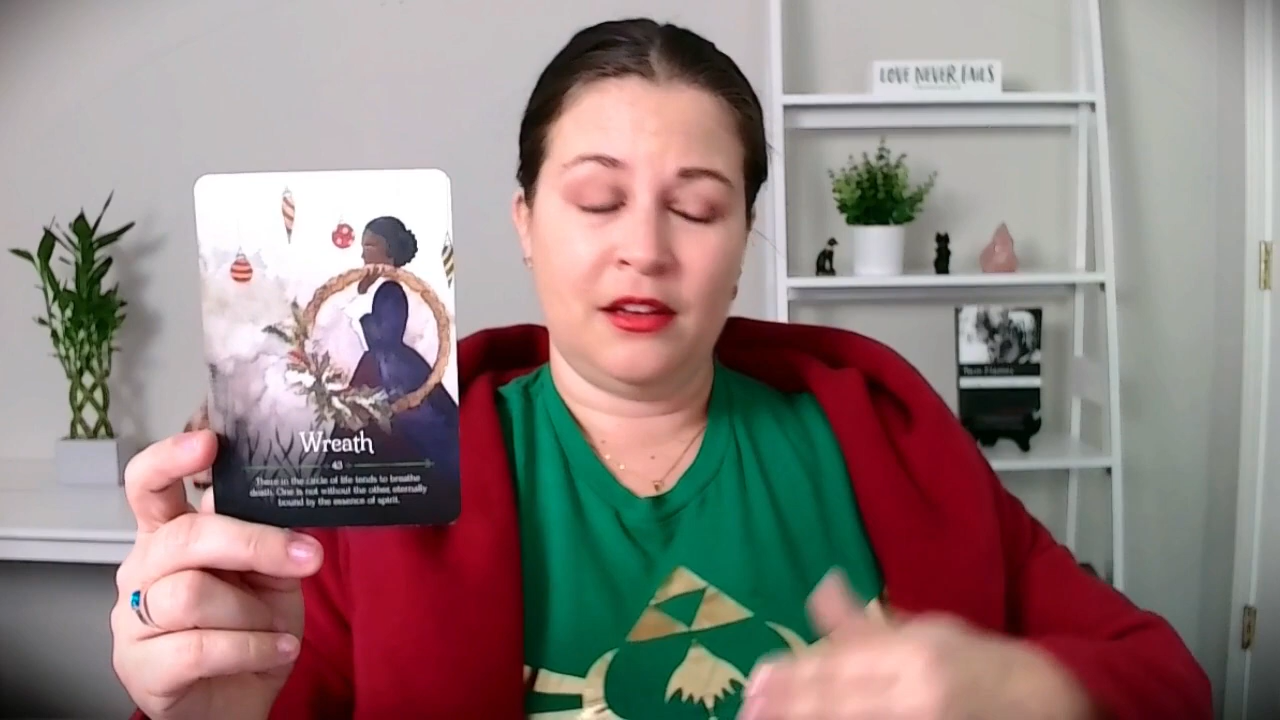 LOVE NEVER FAILS
Wreath
43
There in the circle of life tends to breathe
death. One is not without the other, eternally
bound by the essence of spirit.